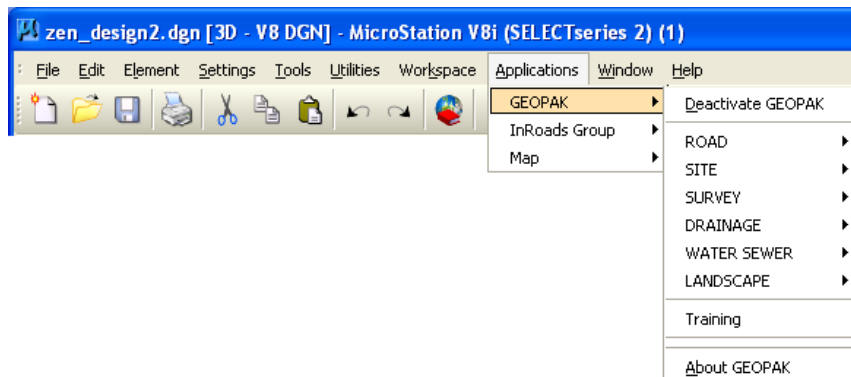 zen_design2.dgn [3D - V8 DGN] - MicroStation V8i (SELECTseries 2) (1)
File Edit Element Settings Tools Utilities Workspace Applications Window Help
GEOPAK
InRoads Group
Map
Deactivate GEOPAK
ROAD
SITE
SURVEY
DRAINAGE
WATER SEWER
LANDSCAPE
Training
About GEOPAK